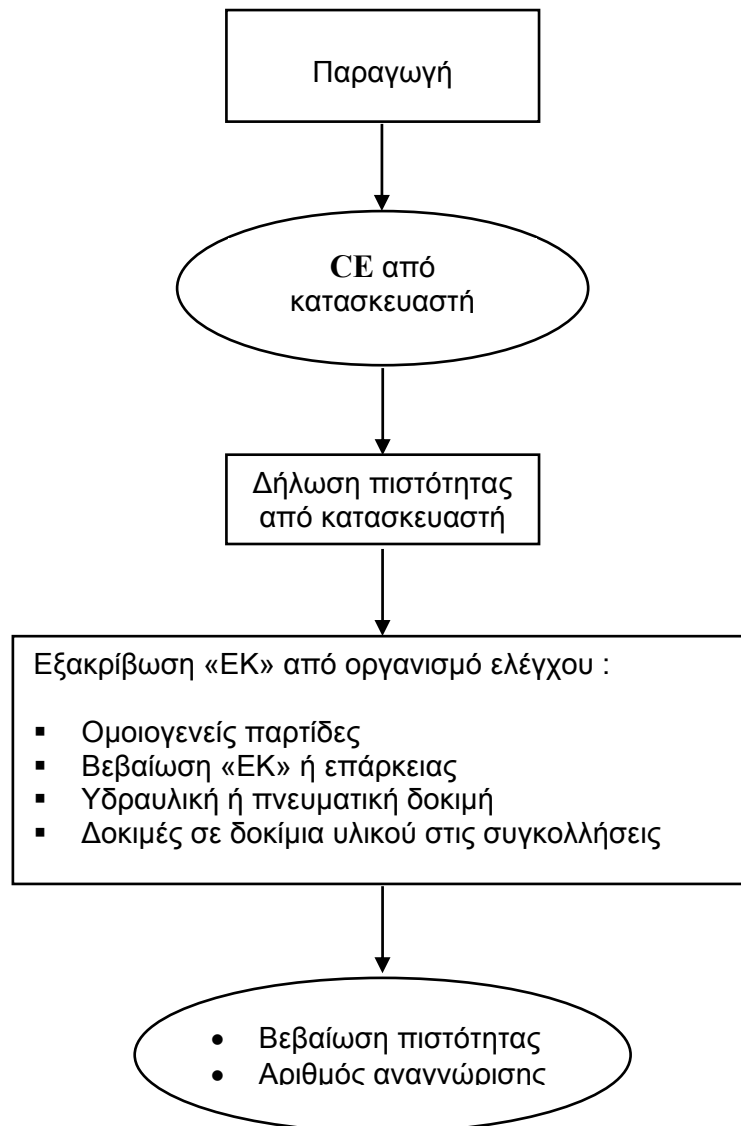 Παραγωγή
CE από
κατασκευαστή
Δήλωση πιστότητας
από κατασκευαστή
Εξακρίβωση «ΕΚ» από οργανισμό ελέγχου :
▪ Ομοιογενείς παρτίδες
▪ Βεβαίωση «ΕΚ» ή επάρκειας
▪ Υδραυλική ή πνευματική δοκιμή
▪ Δοκιμές σε δοκίμια υλικού στις συγκολλήσεις
• Βεβαίωση πιστότητας
• Αριθμός αναγνώρισης